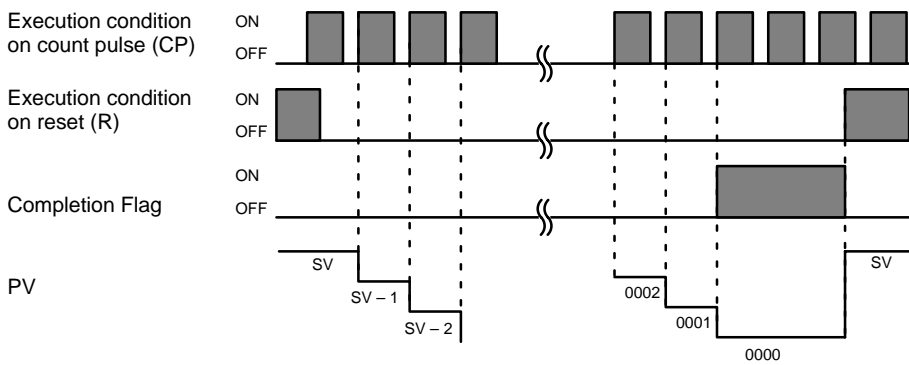 Execution condition
on count pulse (CP)
ON
OFF
Execution condition
on reset (R)
ON
OFF
Completion Flag
ON
OFF
PV
SV
SV – 1
SV – 2
0002
0001
0000
SV